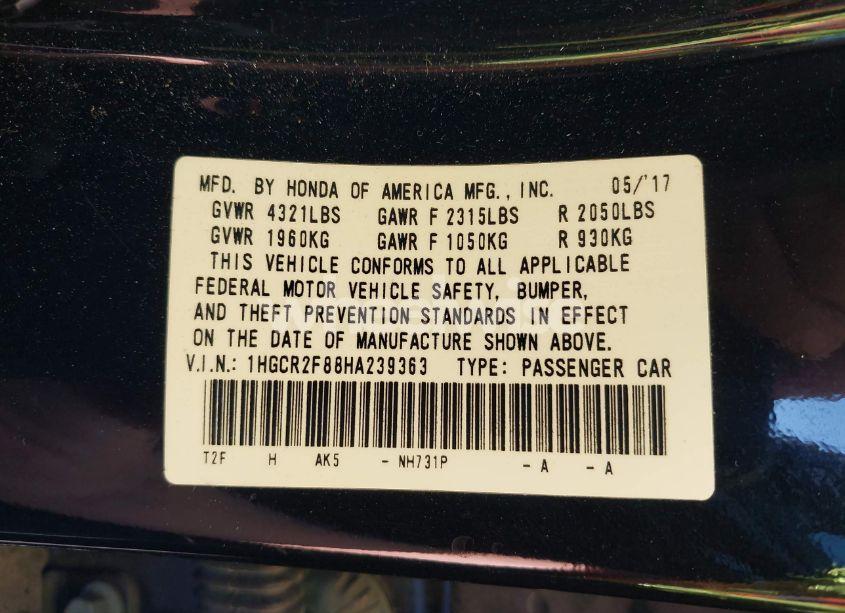 MFD. BY HONDA OF AMERICA MFG., INC. 05/'17
GVWR 4321LBS GAWR F 2315LBS R 2050LBS
GVWR 1960KG GAWR F 1050KG R 930KG
THIS VEHICLE CONFORMS TO ALL APPLICABLE
FEDERAL MOTOR VEHICLE SAFETY, BUMPER,
AND THEFT PREVENTION STANDARDS IN EFFECT
ON THE DATE OF MANUFACTURE SHOWN ABOVE.
V.I.N.: 1HGCR2F88HA239363 TYPE: PASSENGER CAR
T2F H AK5 - NH731P - A - A